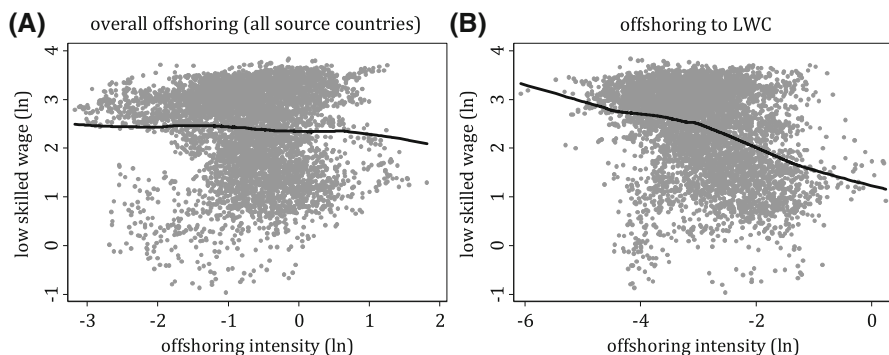 (A)
overall offshoring (all source countries)
low skilled wage (ln)
4
3
2
1
0
-1
-3
-2
-1
0
1
2
offshoring intensity (ln)
(B)
offshoring to LWC
low skilled wage (ln)
4
3
2
1
0
-1
-6
-4
-2
0
offshoring intensity (ln)